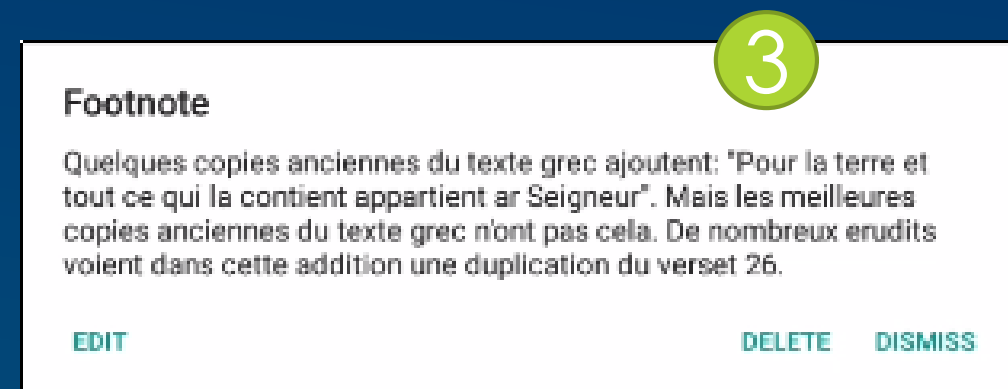 3
Footnote
Quelques copies anciennes du texte grec ajoutent: "Pour la terre et
tout ce qui la contient appartient ar Seigneur". Mais les meilleures
copies anciennes du texte grec n'ont pas cela. De nombreux erudits
voient dans cette addition une duplication du verset 26.
EDIT DELETE DISMISS